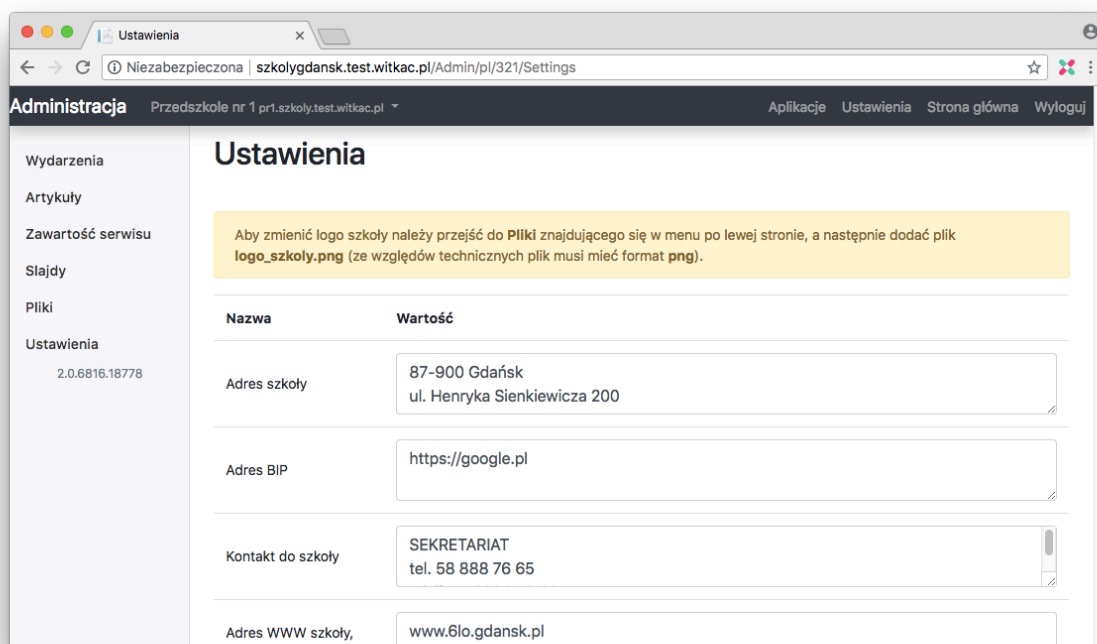 Ustawienia
Niezabezpieczona | szkolygdansk.test.witkac.pl/Admin/pl/321/Settings
Administracja Przedszkole nr 1 pr1.szkoly.test.witkac.pl Aplikacje Ustawienia Strona główna Wyloguj
Wydarzenia
Artykuły
Zawartość serwisu
Slajdy
Pliki
Ustawienia
2.0.6816.18778
Ustawienia
Aby zmienić logo szkoły należy przejść do Pliki znajdującego się w menu po lewej stronie, a następnie dodać plik
logo_szkoly.png (ze względów technicznych plik musi mieć format png).
Nazwa Wartość
Adres szkoły
87-900 Gdańsk
ul. Henryka Sienkiewicza 200
Adres BIP
https://google.pl
Kontakt do szkoły
SEKRETARIAT
tel. 58 888 76 65
Adres WWW szkoły,
www.6lo.gdansk.pl